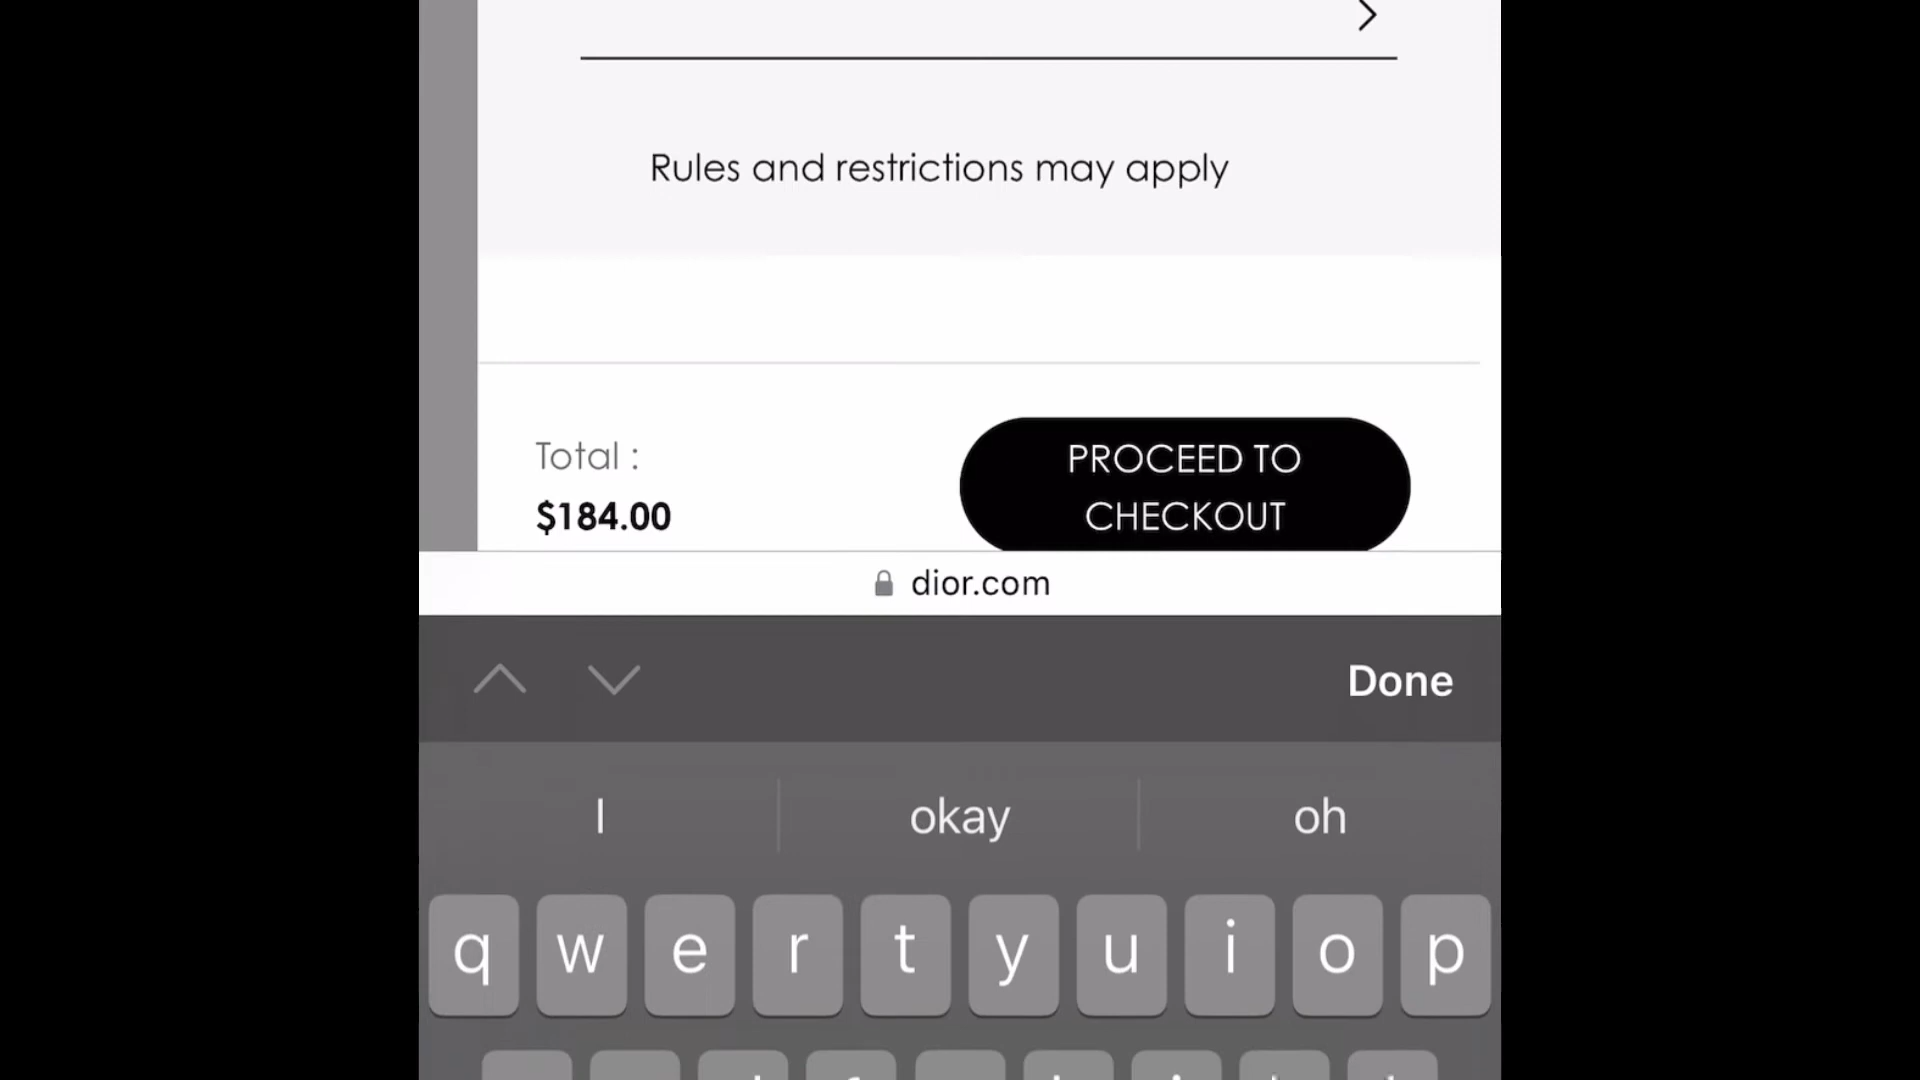 Rules and restrictions may apply
Total :
$184.00
PROCEED TO
CHECKOUT
dior.com
Done
I
okay
oh
q w e r t y u i o p